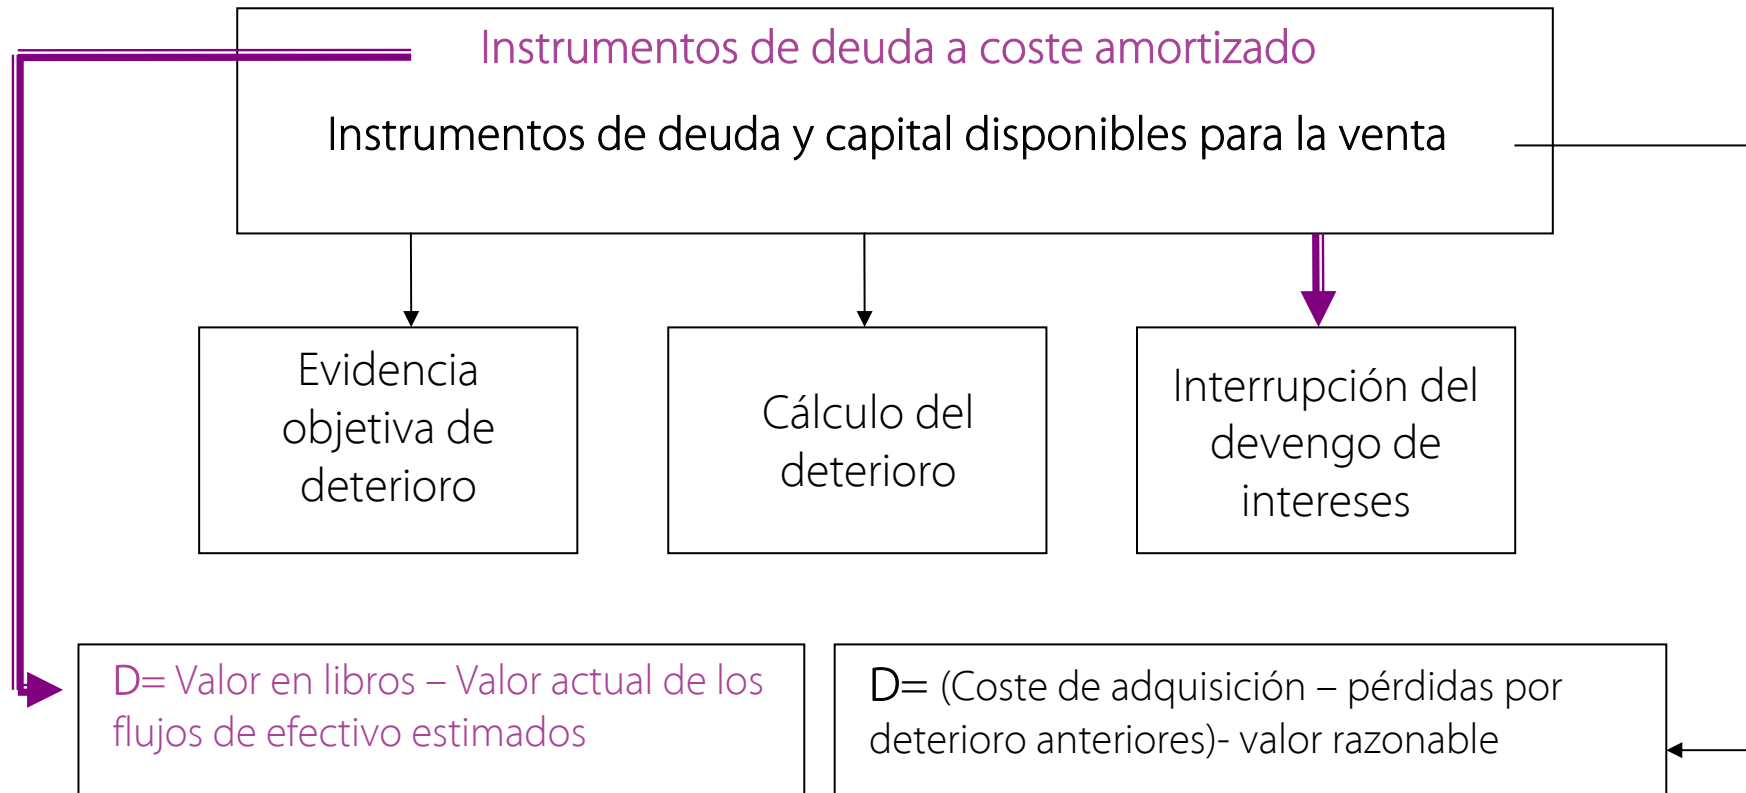 Instrumentos de deuda a coste amortizado
Instrumentos de deuda y capital disponibles para la venta
Evidencia
objetiva de
deterioro
Cálculo del
deterioro
Interrupción del
devengo de
intereses
D= Valor en libros – Valor actual de los
flujos de efectivo estimados
D= (Coste de adquisición – pérdidas por
deterioro anteriores)- valor razonable